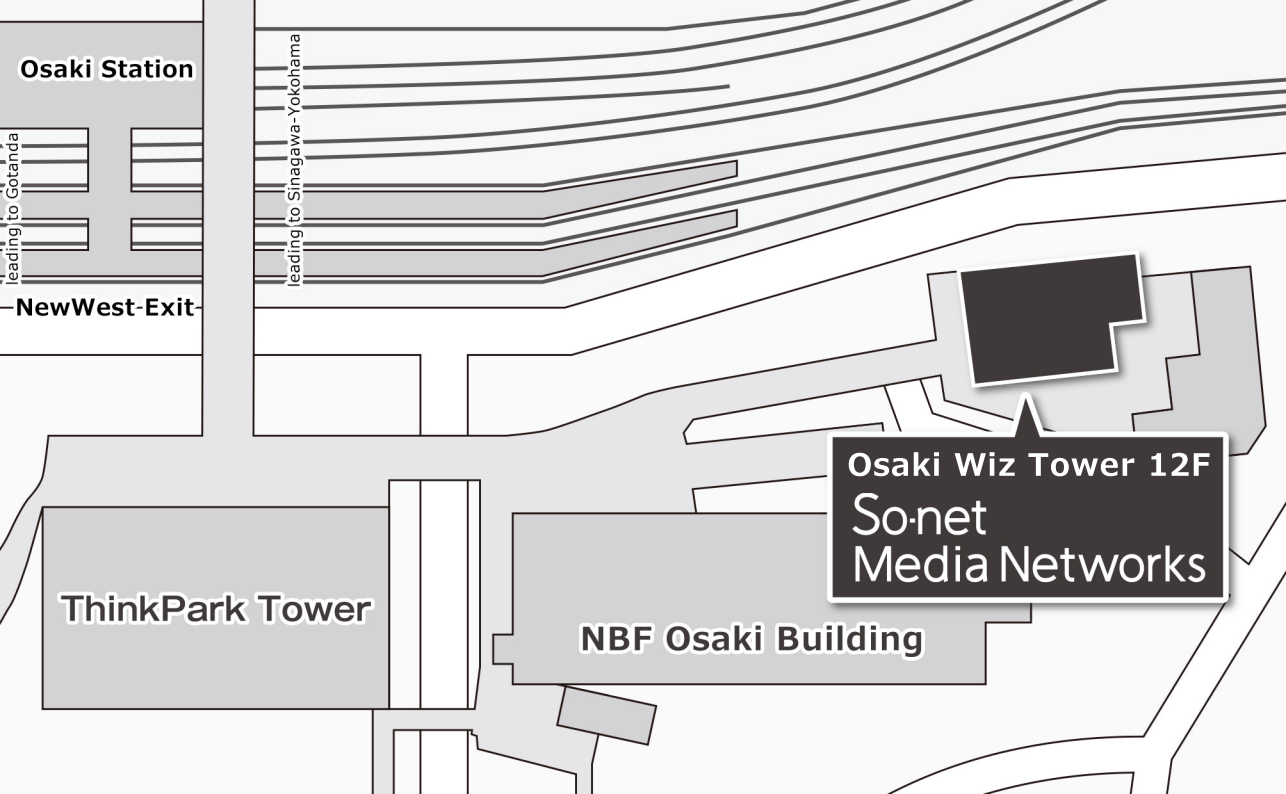 Osaki Station
leading to Gotanda
leading to Sinagawa-Yokohama
NewWest-Exit
Osaki Wiz Tower 12F
So-net
Media Networks
ThinkPark Tower
NBF Osaki Building